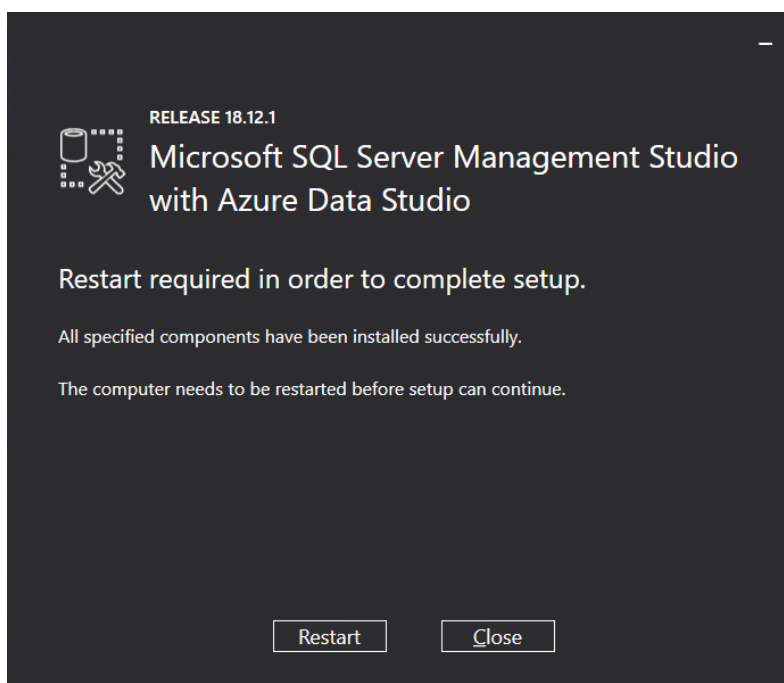 RELEASE 18.12.1
Microsoft SQL Server Management Studio
with Azure Data Studio
Restart required in order to complete setup.
All specified components have been installed successfully.
The computer needs to be restarted before setup can continue.
Restart
Close